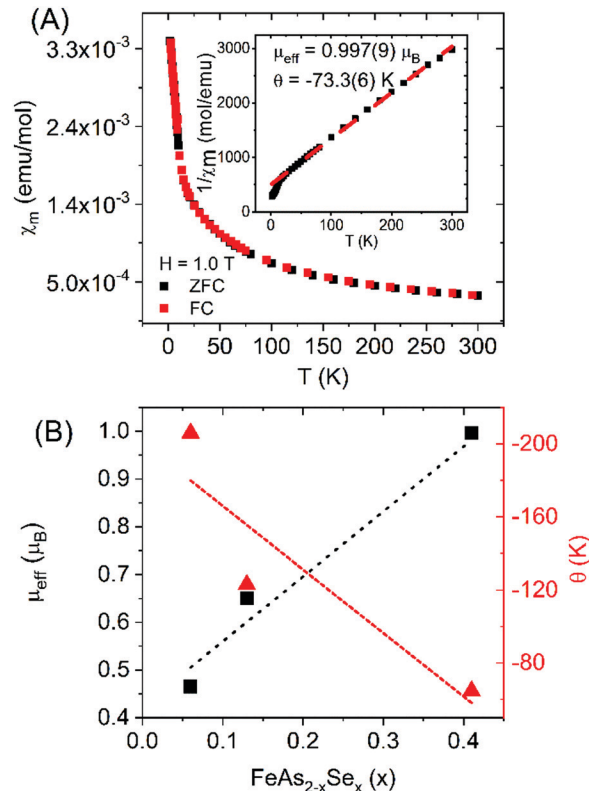 (A)
3.3x10⁻³
2.4x10⁻³
1.4x10⁻³
5.0x10⁻⁴
χm (emu/mol)
H = 1.0 T
ZFC
FC
0 50 100 150 200 250 300
T (K)
3000
2000
1000
0
1/χm (mol/emu)
μeff = 0.997(9) μB
θ = -73.3(6) K
0 100 200 300
T (K)
(B)
1.0
0.9
0.8
0.7
0.6
0.5
0.4
μeff (μB)
-200
-160
-120
-80
θ (K)
0.0 0.1 0.2 0.3 0.4
FeAs2-xSex (x)